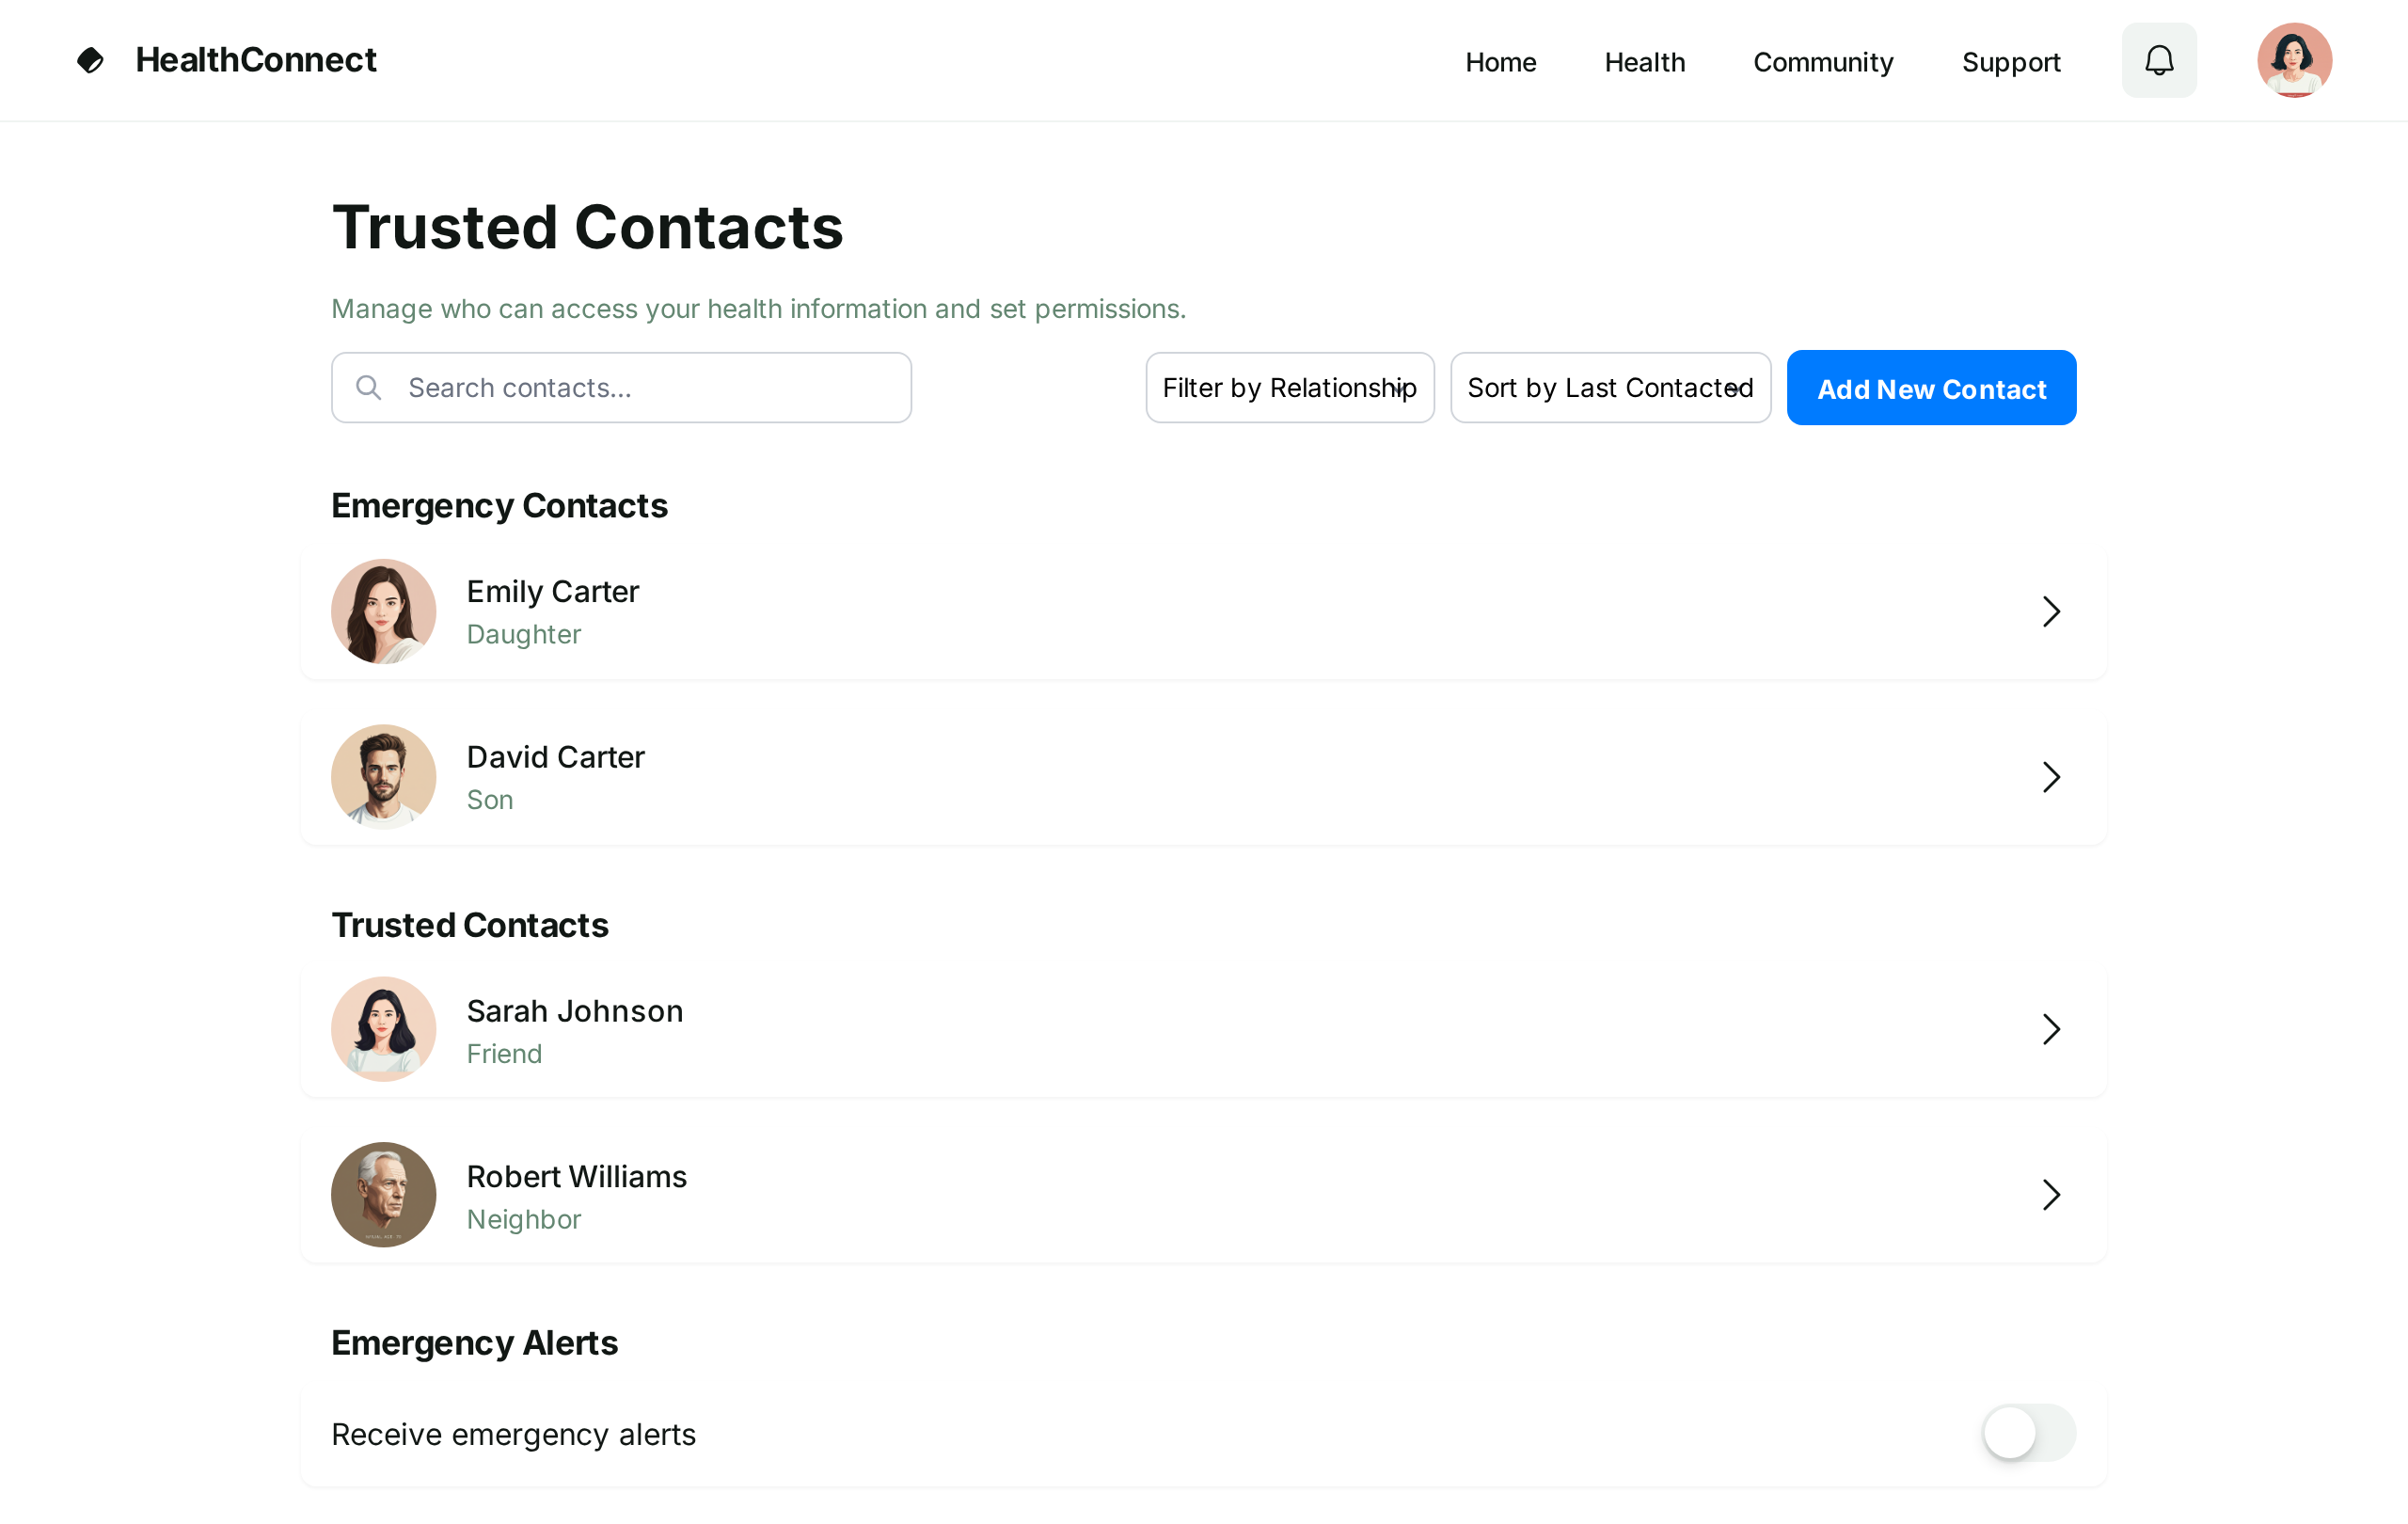 HealthConnect
Home
Health
Community
Support
Trusted Contacts
Manage who can access your health information and set permissions.
Search contacts...
Filter by Relationship
Sort by Last Contacted
Add New Contact
Emergency Contacts
Emily Carter
Daughter
David Carter
Son
Trusted Contacts
Sarah Johnson
Friend
Robert Williams
Neighbor
Emergency Alerts
Receive emergency alerts